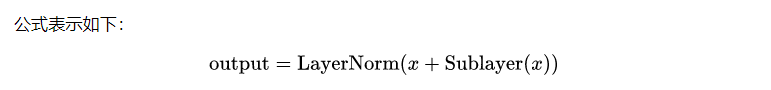 公式表示如下：
output = LayerNorm(x + Sublayer(x))